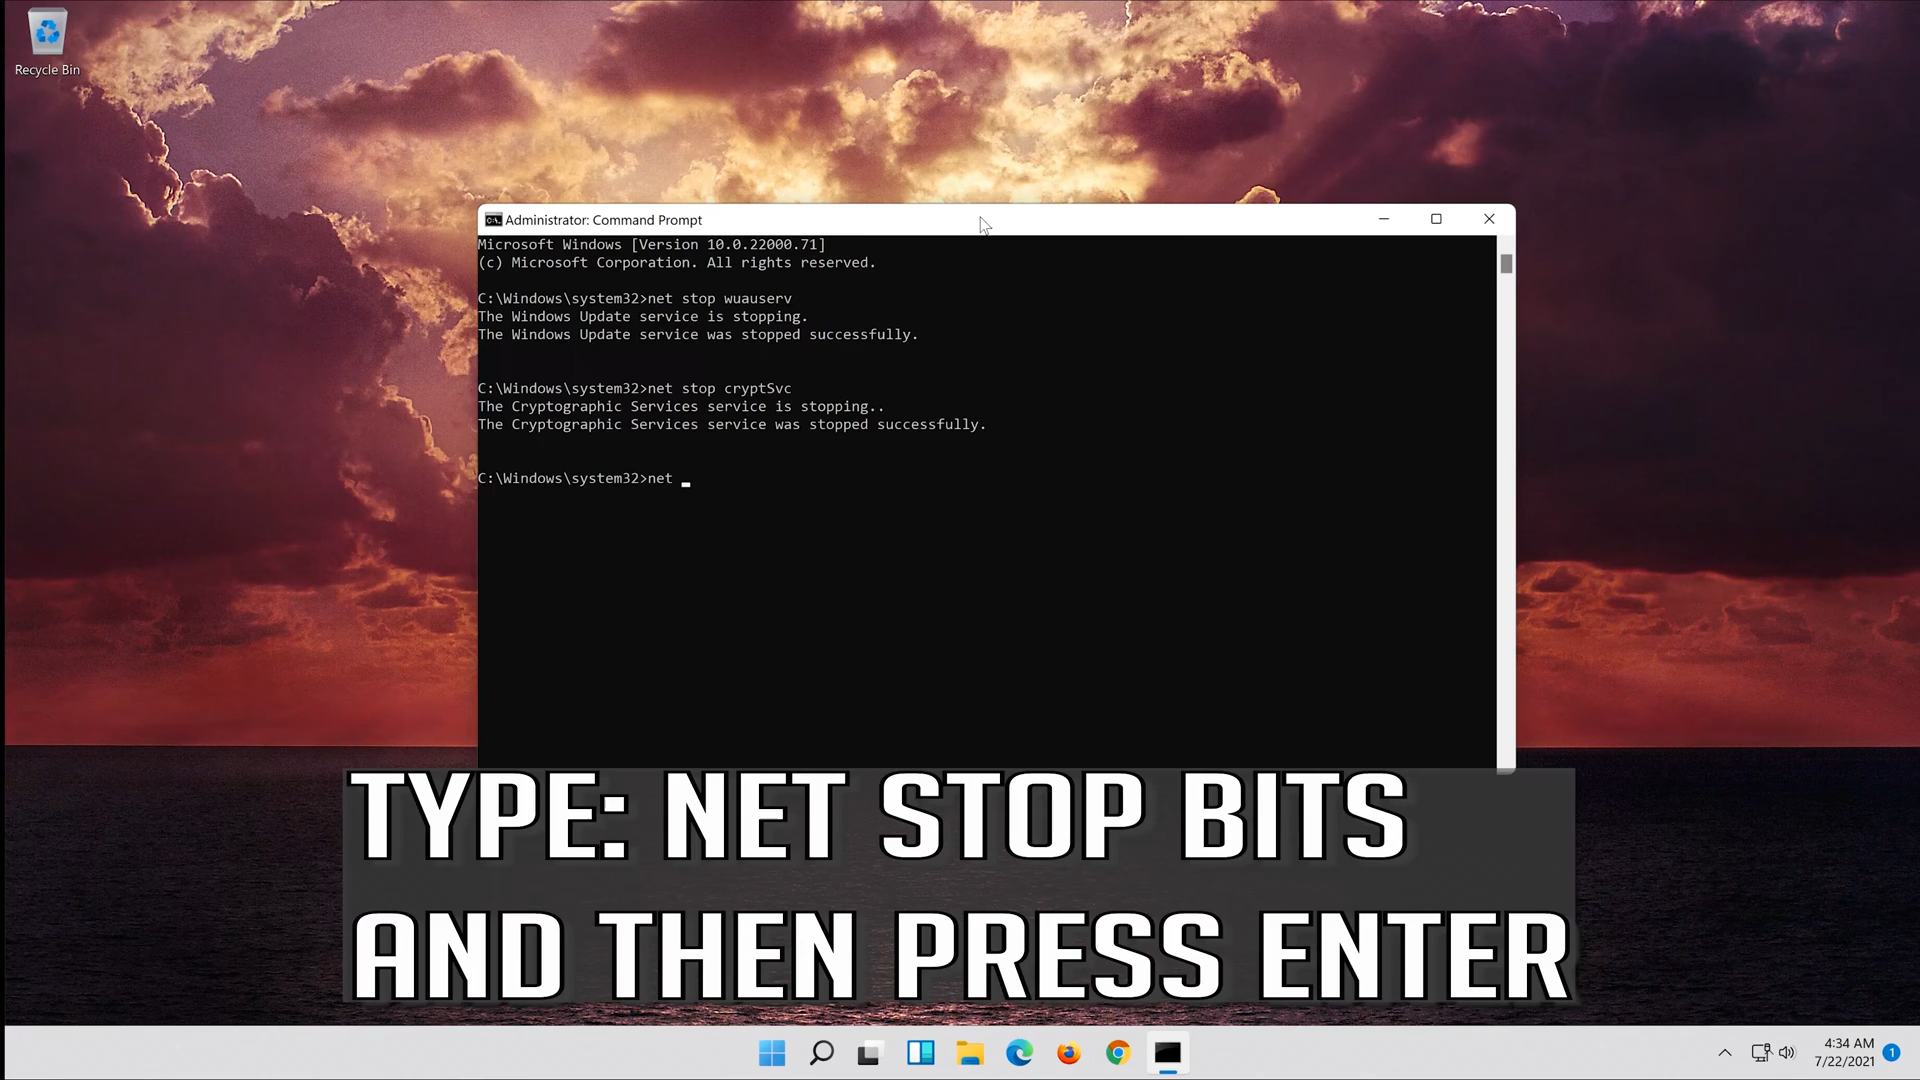 Recycle Bin
Administrator: Command Prompt
Microsoft Windows [Version 10.0.22000.71]
(c) Microsoft Corporation. All rights reserved.
C:\Windows\system32>net stop wuauserv
The Windows Update service is stopping.
The Windows Update service was stopped successfully.
C:\Windows\system32>net stop cryptSvc
The Cryptographic Services service is stopping..
The Cryptographic Services service was stopped successfully.
C:\Windows\system32>net _
TYPE: NET STOP BITS
AND THEN PRESS ENTER
4:34 AM
7/22/2021
1